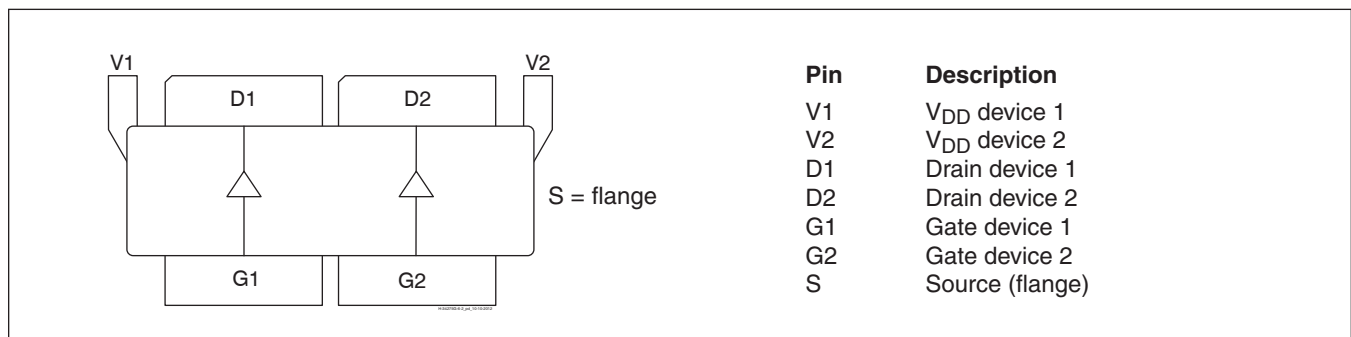 V1
V2
D1
D2
S = flange
G1
G2
Pin Description
V1 VDD device 1
V2 VDD device 2
D1 Drain device 1
D2 Drain device 2
G1 Gate device 1
G2 Gate device 2
S Source (flange)